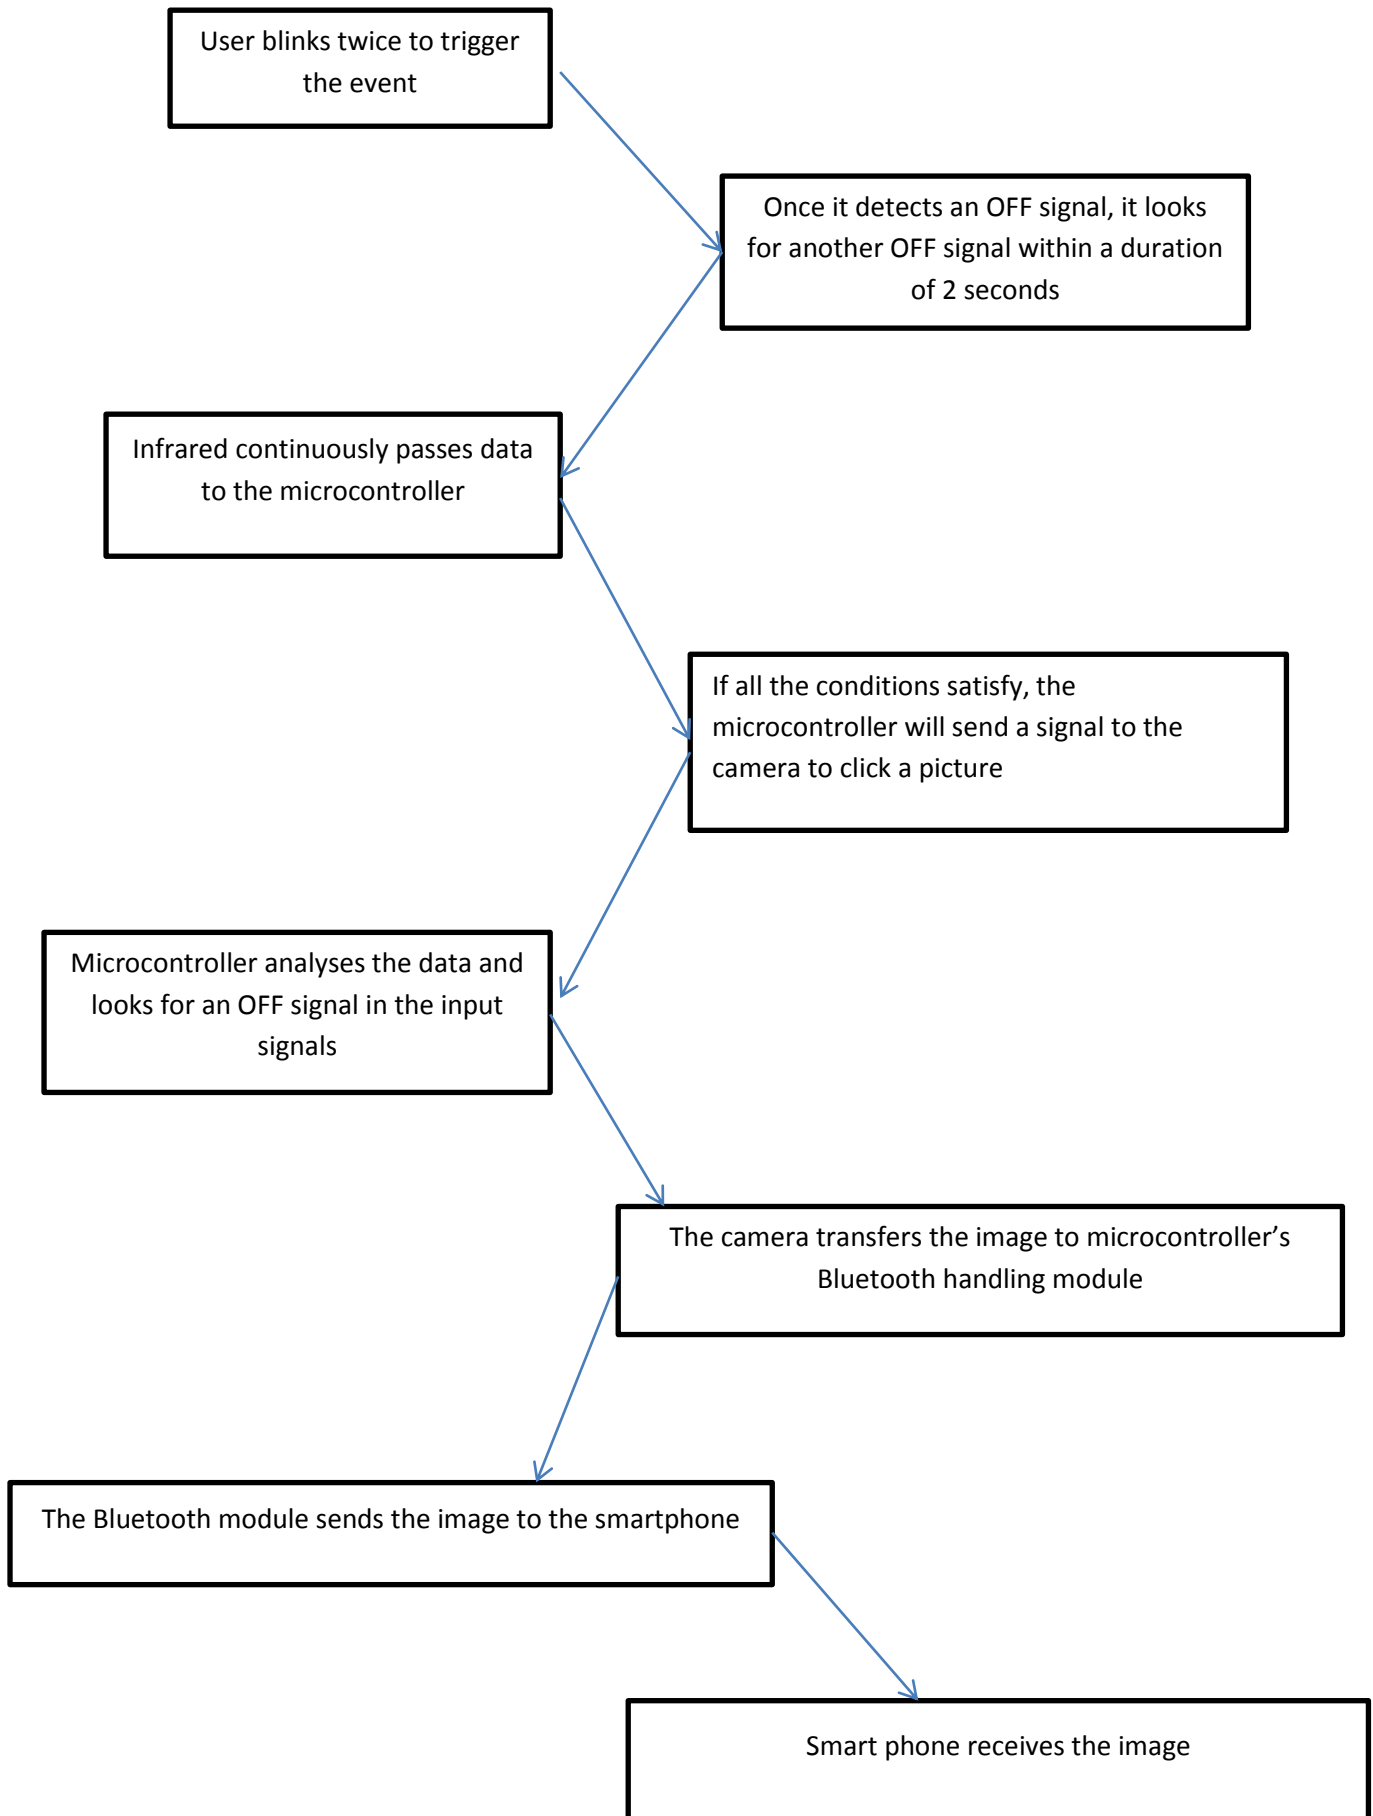 User blinks twice to trigger
the event
Once it detects an OFF signal, it looks
for another OFF signal within a duration
of 2 seconds
Infrared continuously passes data
to the microcontroller
If all the conditions satisfy, the
microcontroller will send a signal to the
camera to click a picture
Microcontroller analyses the data and
looks for an OFF signal in the input
signals
The camera transfers the image to microcontroller’s
Bluetooth handling module
The Bluetooth module sends the image to the smartphone
Smart phone receives the image